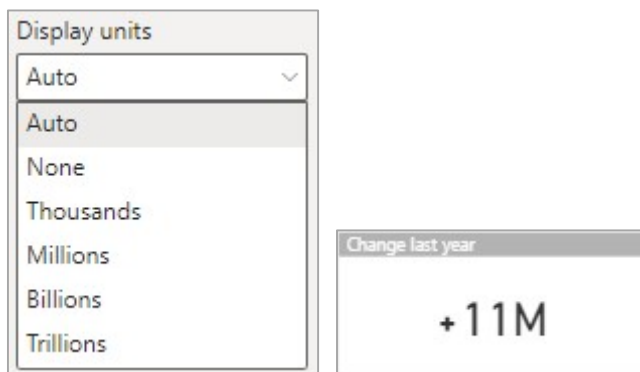 Display units
Auto
Auto
None
Thousands
Millions
Billions
Trillions
Change last year
+11M